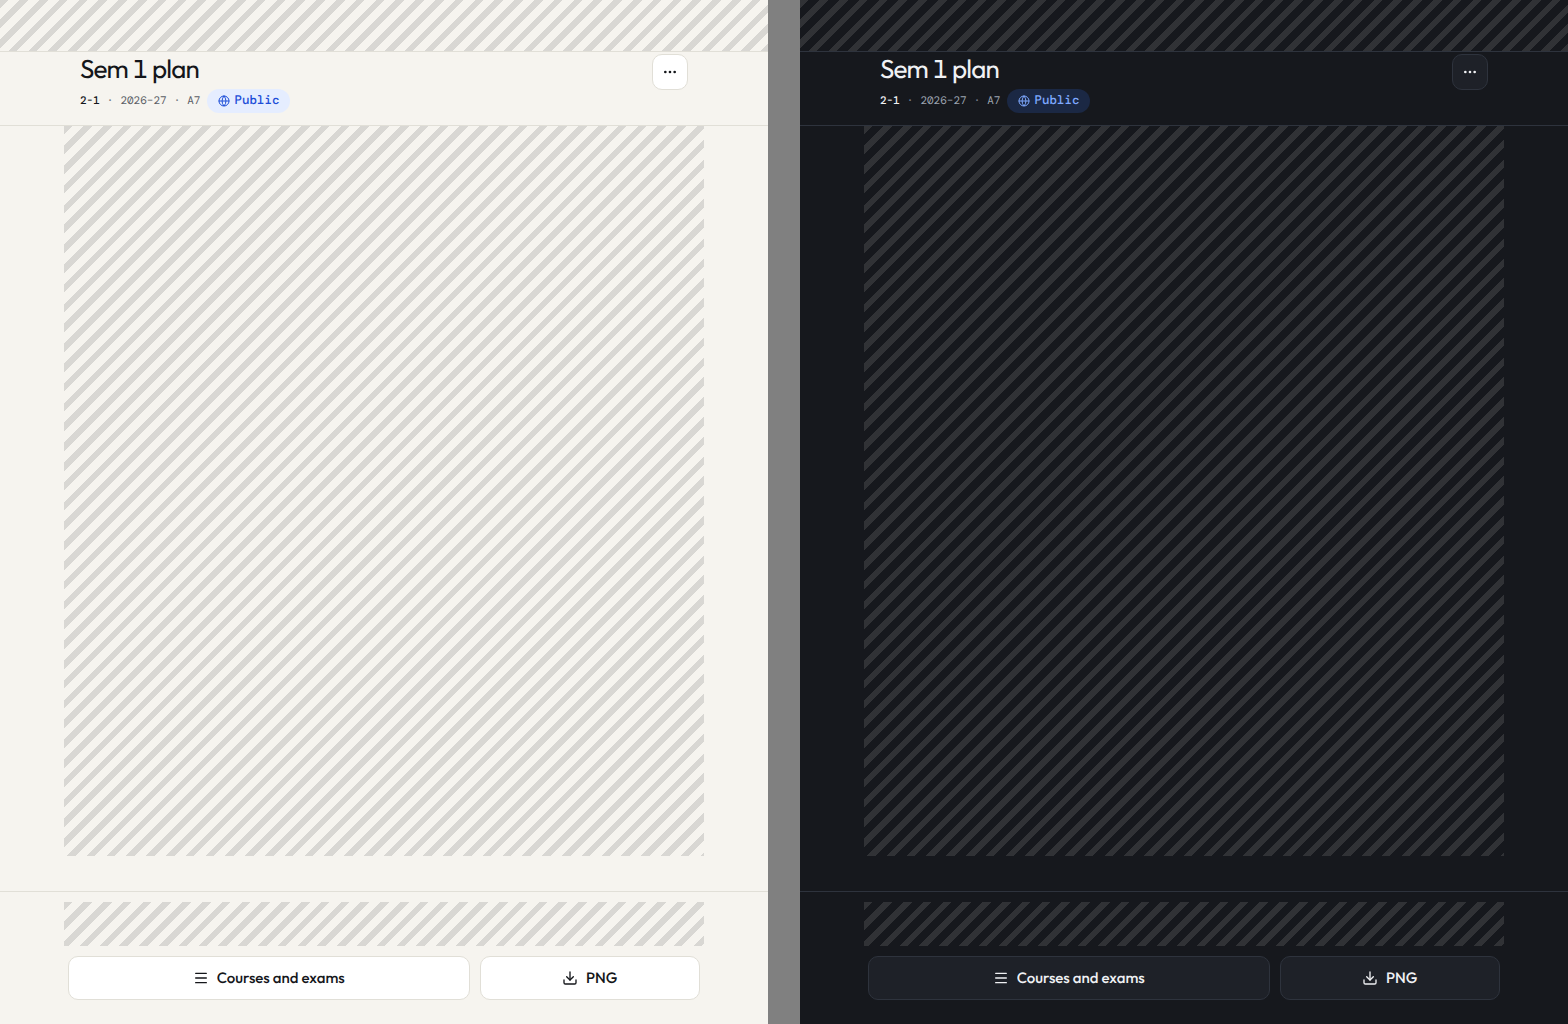 Sem 1 plan
2-1 · 2026-27 · A7 Public
Courses and exams
PNG
Sem 1 plan
2-1 · 2026-27 · A7 Public
Courses and exams
PNG